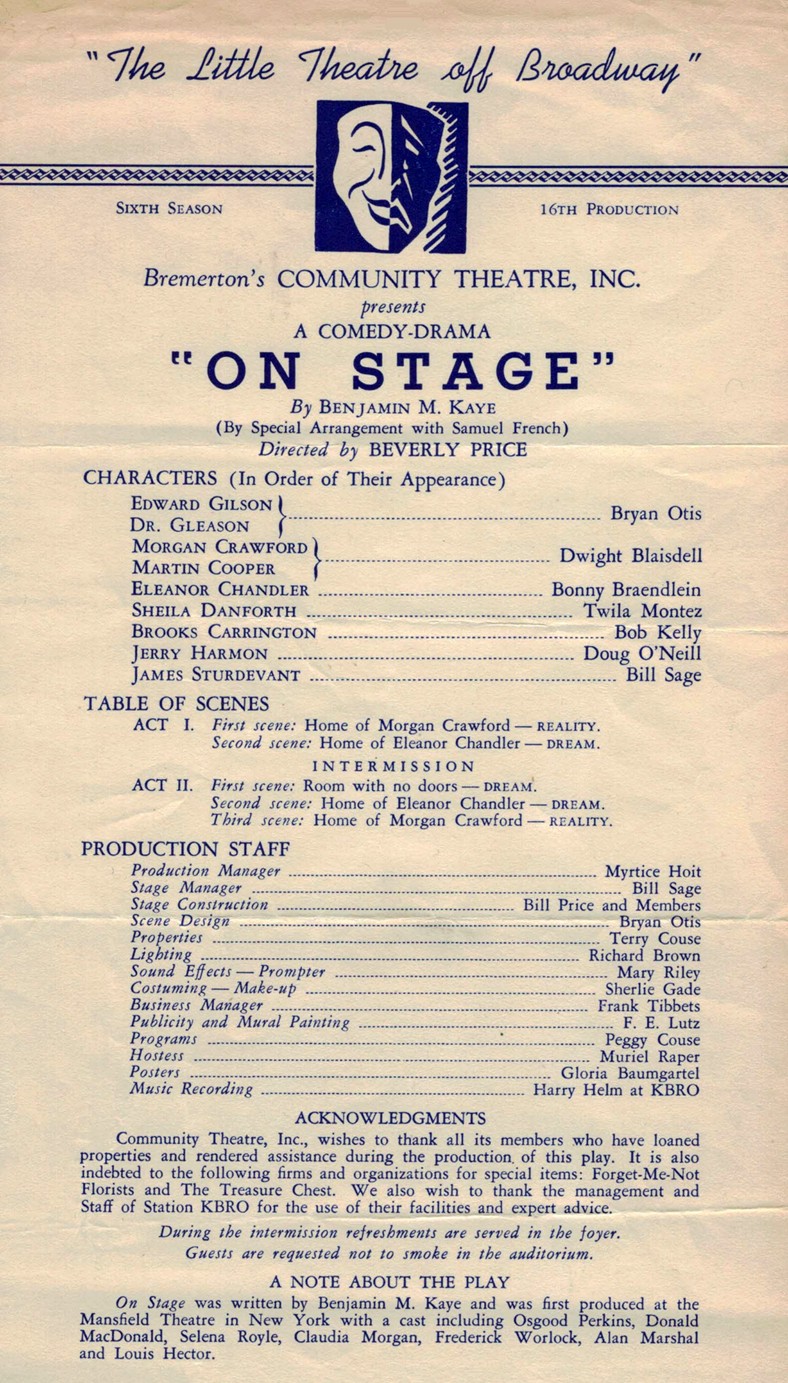 "The Little Theatre off Broadway"
SIXTH SEASON
16TH PRODUCTION
Bremerton's COMMUNITY THEATRE, INC.
presents
A COMEDY-DRAMA
"ON STAGE"
By BENJAMIN M. KAYE
(By Special Arrangement with Samuel French)
Directed by BEVERLY PRICE
CHARACTERS (In Order of Their Appearance)
EDWARD GILSON
DR. GLEASON
Bryan Otis
MORGAN CRAWFORD
MARTIN COOPER
Dwight Blaisdell
ELEANOR CHANDLER Bonny Braendlein
SHEILA DANFORTH Twila Montez
BROOKS CARRINGTON Bob Kelly
JERRY HARMON Doug O'Neill
JAMES STURDEVANT Bill Sage
TABLE OF SCENES
ACT I. First scene: Home of Morgan Crawford — REALITY.
Second scene: Home of Eleanor Chandler — DREAM.
INTERMISSION
ACT II. First scene: Room with no doors — DREAM.
Second scene: Home of Eleanor Chandler — DREAM.
Third scene: Home of Morgan Crawford — REALITY.
PRODUCTION STAFF
Production Manager Myrtice Hoit
Stage Manager Bill Sage
Stage Construction Bill Price and Members
Scene Design Bryan Otis
Properties Terry Couse
Lighting Richard Brown
Sound Effects — Prompter Mary Riley
Costuming — Make-up Sherlie Gade
Business Manager Frank Tibbets
Publicity and Mural Painting F. E. Lutz
Programs Peggy Couse
Hostess Muriel Raper
Posters Gloria Baumgartel
Music Recording Harry Helm at KBRO
ACKNOWLEDGMENTS
Community Theatre, Inc., wishes to thank all its members who have loaned
properties and rendered assistance during the production of this play. It is also
indebted to the following firms and organizations for special items: Forget-Me-Not
Florists and The Treasure Chest. We also wish to thank the management and
Staff of Station KBRO for the use of their facilities and expert advice.
During the intermission refreshments are served in the foyer.
Guests are requested not to smoke in the auditorium.
A NOTE ABOUT THE PLAY
On Stage was written by Benjamin M. Kaye and was first produced at the
Mansfield Theatre in New York with a cast including Osgood Perkins, Donald
MacDonald, Selena Royle, Claudia Morgan, Frederick Worlock, Alan Marshal
and Louis Hector.